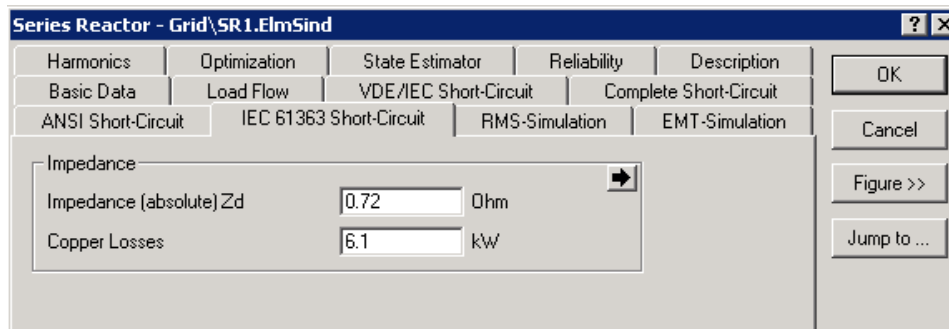 Series Reactor - Grid\SR1.ElmSind
Harmonics Optimization State Estimator Reliability Description
Basic Data Load Flow VDE/IEC Short-Circuit Complete Short-Circuit
ANSI Short-Circuit IEC 61363 Short-Circuit RMS-Simulation EMT-Simulation
Impedance
Impedance (absolute) Zd 0.72 Ohm
Copper Losses 6.1 kW
OK
Cancel
Figure >>
Jump to ...